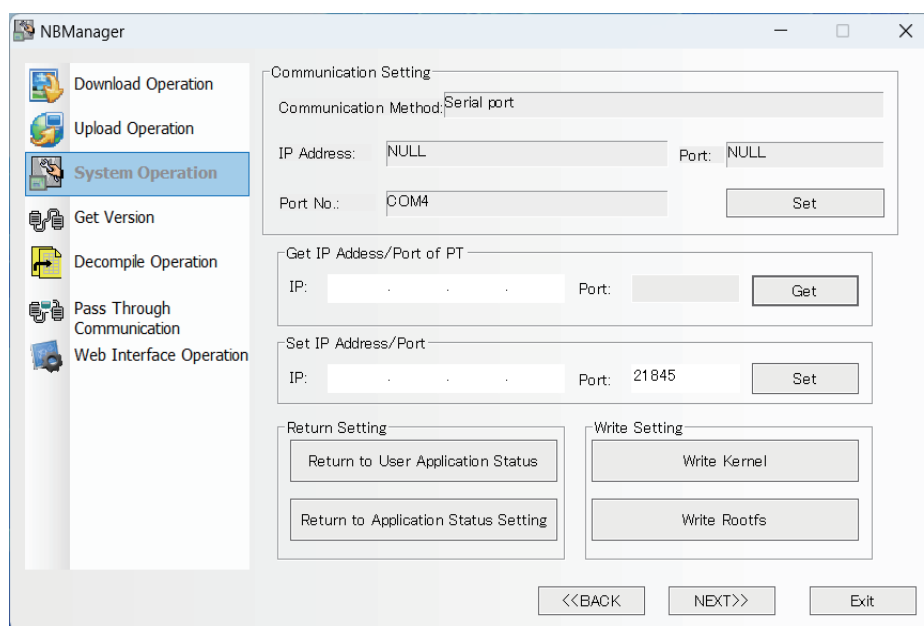 NBManager
Download Operation
Upload Operation
System Operation
Get Version
Decompile Operation
Pass Through
Communication
Web Interface Operation
Communication Setting
Communication Method: Serial port
IP Address: NULL Port: NULL
Port No.: COM4 Set
Get IP Addess/Port of PT
IP: . . . Port: Get
Set IP Address/Port
IP: . . . Port: 21845 Set
Return Setting
Return to User Application Status
Return to Application Status Setting
Write Setting
Write Kernel
Write Rootfs
<<BACK NEXT>> Exit